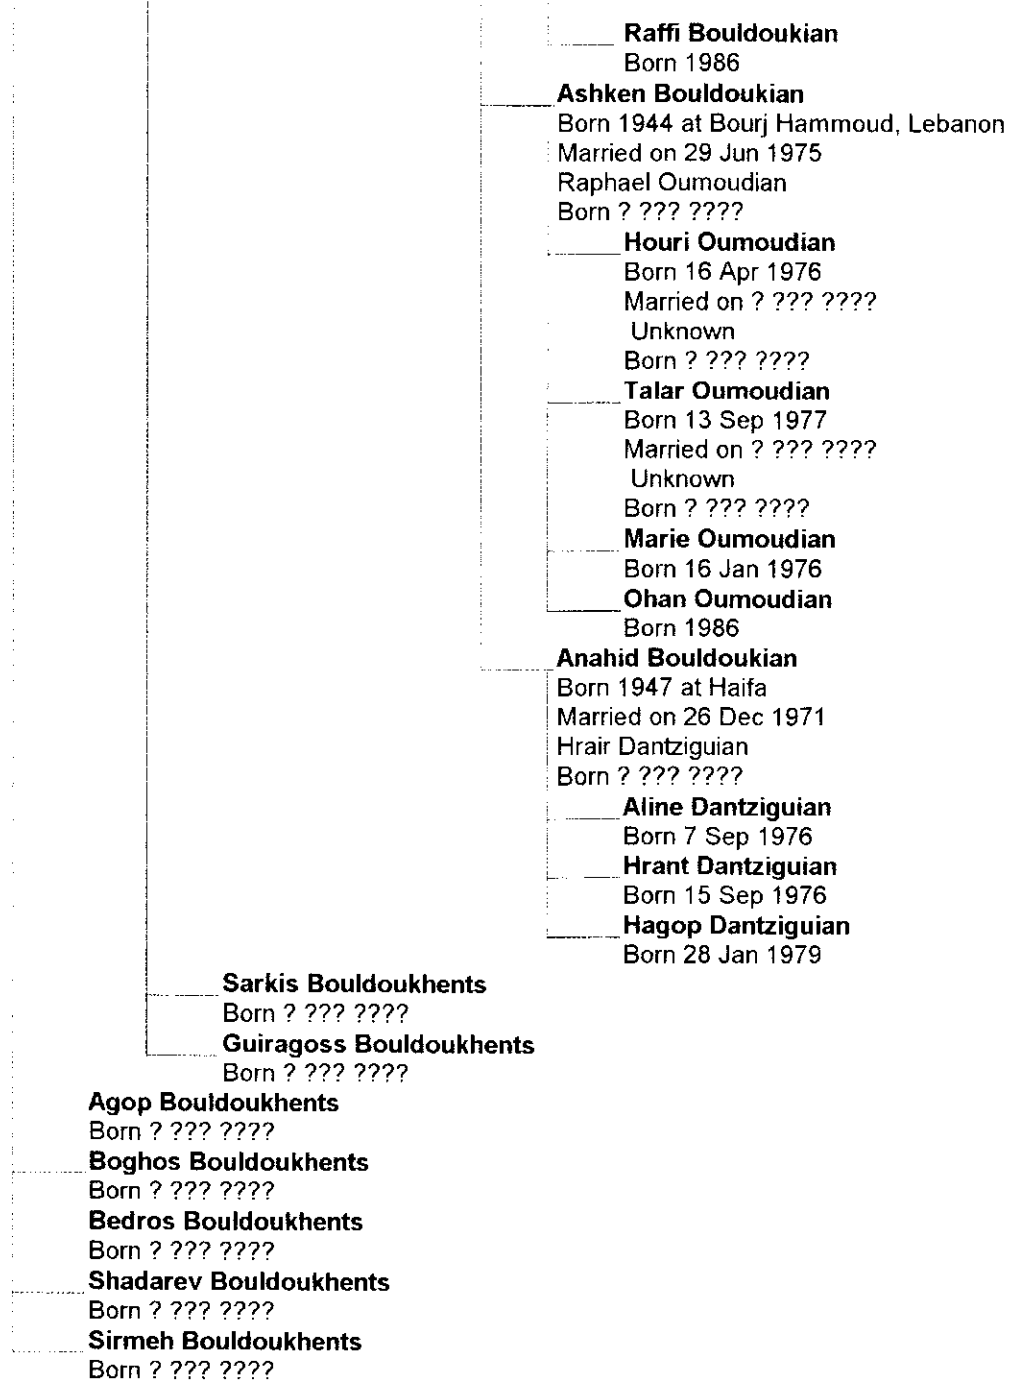 Raffi Bouldoukian
Born 1986
Ashken Bouldoukian
Born 1944 at Bourj Hammoud, Lebanon
Married on 29 Jun 1975
Raphael Oumoudian
Born ? ??? ????
Houri Oumoudian
Born 16 Apr 1976
Married on ? ??? ????
Unknown
Born ? ??? ????
Talar Oumoudian
Born 13 Sep 1977
Married on ? ??? ????
Unknown
Born ? ??? ????
Marie Oumoudian
Born 16 Jan 1976
Ohan Oumoudian
Born 1986
Anahid Bouldoukian
Born 1947 at Haifa
Married on 26 Dec 1971
Hrair Dantziguian
Born ? ??? ????
Aline Dantziguian
Born 7 Sep 1976
Hrant Dantziguian
Born 15 Sep 1976
Hagop Dantziguian
Born 28 Jan 1979
Sarkis Bouldoukhents
Born ? ??? ????
Guiragoss Bouldoukhents
Born ? ??? ????
Agop Bouldoukhents
Born ? ??? ????
Boghos Bouldoukhents
Born ? ??? ????
Bedros Bouldoukhents
Born ? ??? ????
Shadarev Bouldoukhents
Born ? ??? ????
Sirmeh Bouldoukhents
Born ? ??? ????